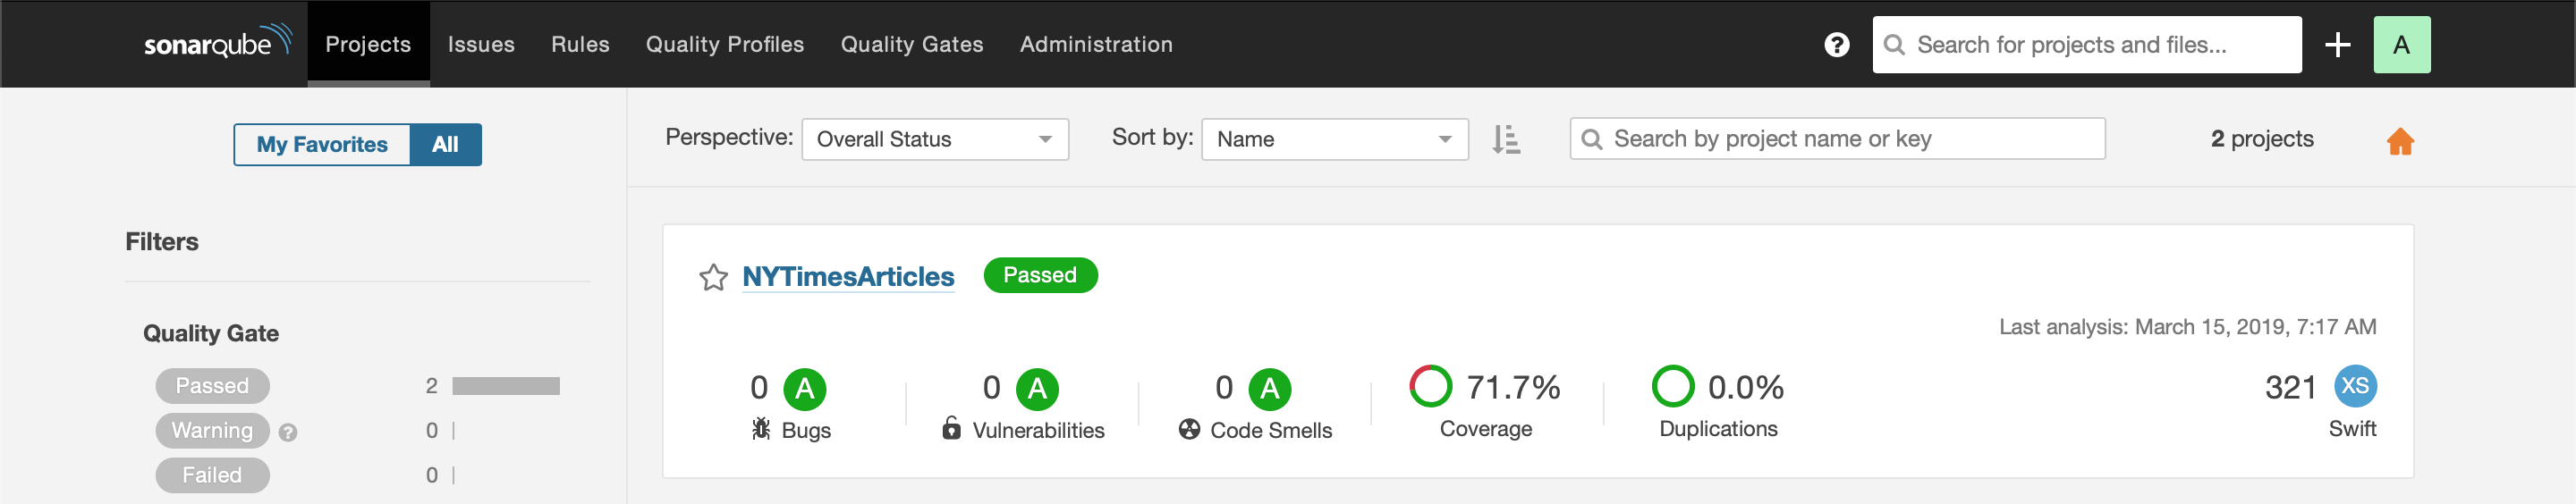 sonarqube Projects Issues Rules Quality Profiles Quality Gates Administration ? Search for projects and files... + A
My Favorites All
Perspective: Overall Status Sort by: Name Search by project name or key 2 projects
Filters
Quality Gate
Passed 2
Warning ? 0
Failed 0
NYTimesArticles Passed
Last analysis: March 15, 2019, 7:17 AM
0 A 0 A 0 A 71.7% 0.0% 321 XS
Bugs Vulnerabilities Code Smells Coverage Duplications Swift